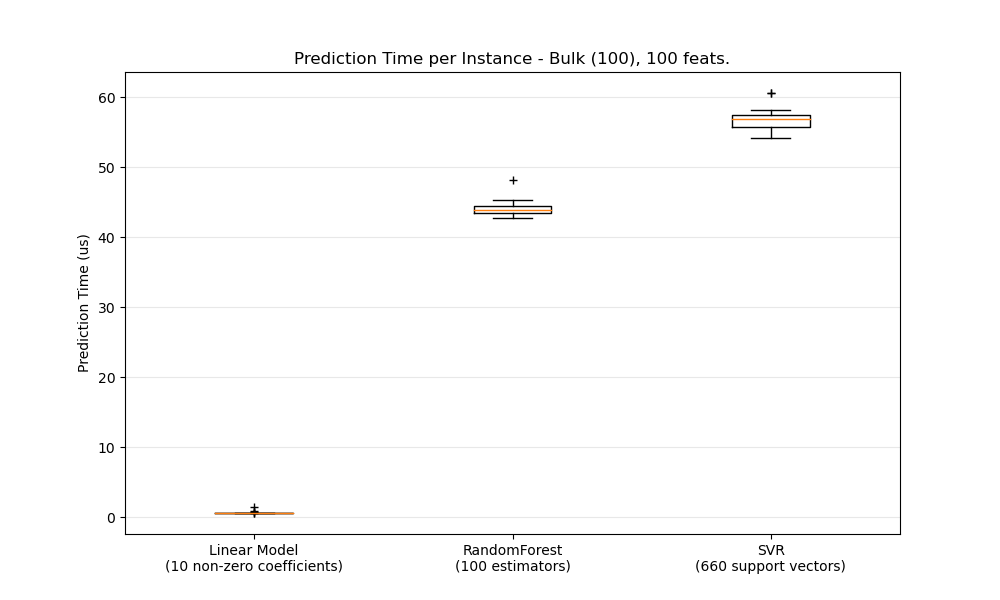 Prediction Time per Instance - Bulk (100), 100 feats.
Prediction Time (us)
60
50
40
30
20
10
0
Linear Model
(10 non-zero coefficients)
RandomForest
(100 estimators)
SVR
(660 support vectors)